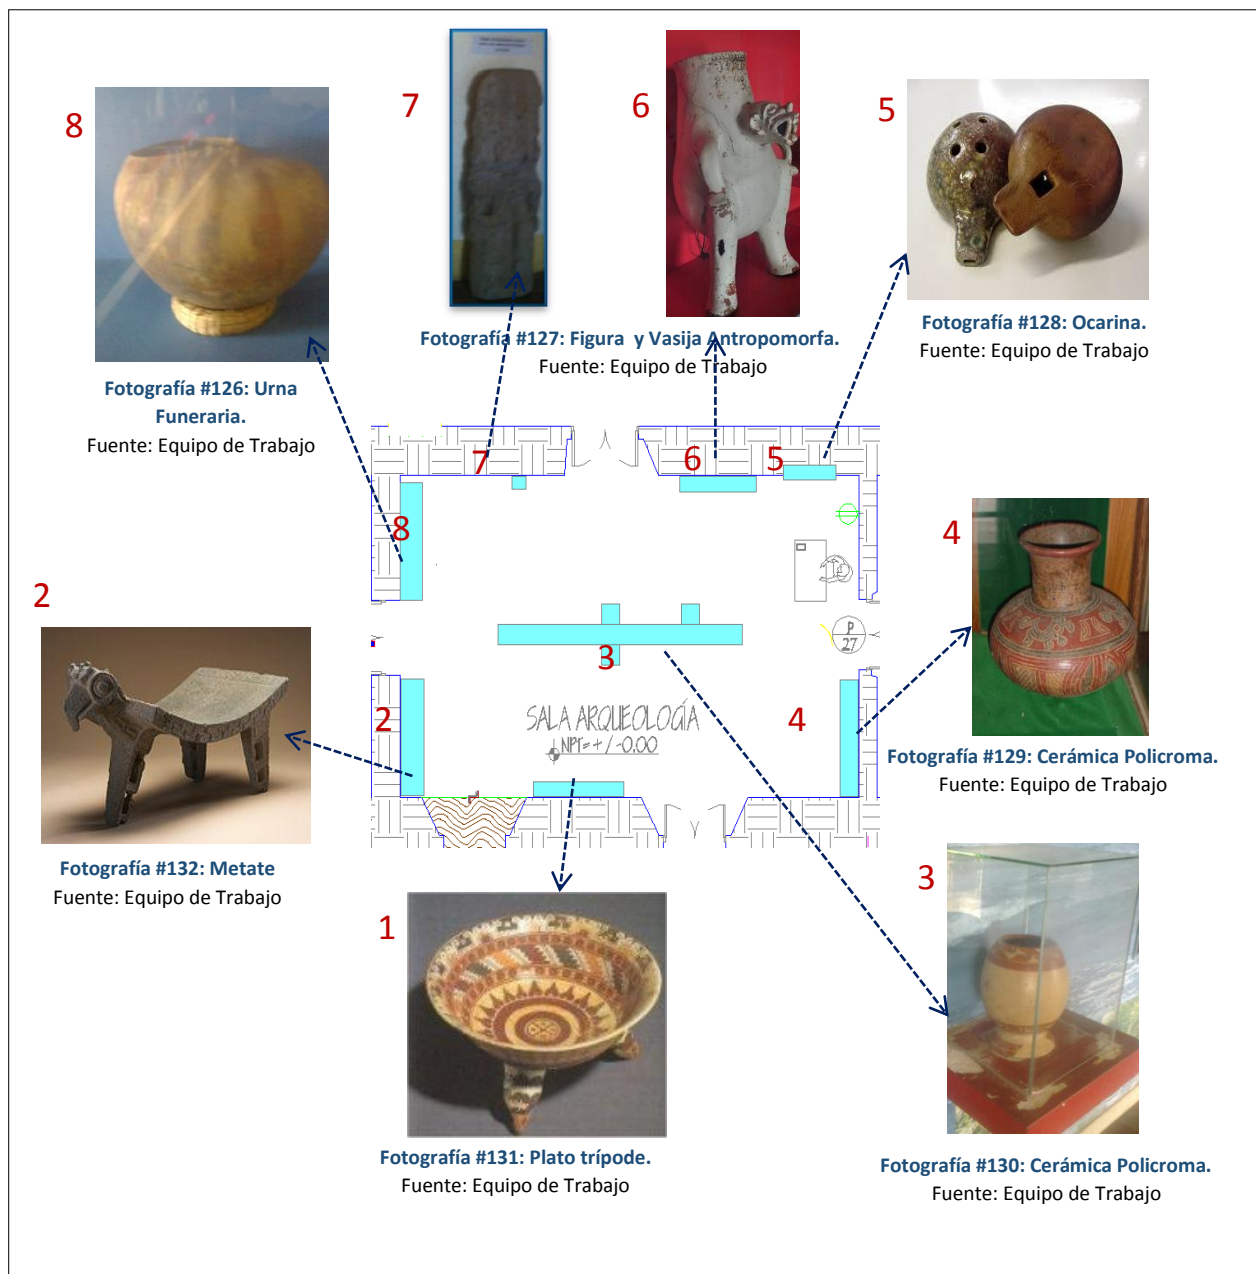 8
7
6
5
Fotografía #126: Urna
Funeraria.
Fuente: Equipo de Trabajo
Fotografía #127: Figura  y Vasija Antropomorfa.
Fuente: Equipo de Trabajo
Fotografía #128: Ocarina.
Fuente: Equipo de Trabajo
7
6
5
8
4
2
3
P
27
2
4
SALA ARQUEOLOGÍA
NPT=+/-0.00
Fotografía #129: Cerámica Policroma.
Fuente: Equipo de Trabajo
Fotografía #132: Metate
Fuente: Equipo de Trabajo
3
1
Fotografía #131: Plato trípode.
Fuente: Equipo de Trabajo
Fotografía #130: Cerámica Policroma.
Fuente: Equipo de Trabajo